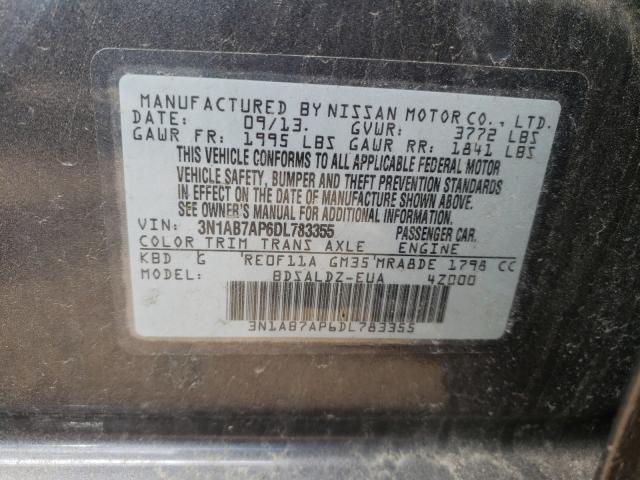 MANUFACTURED BY NISSAN MOTOR CO., LTD.
DATE: 09/13. GVWR: 3772 LBS
GAWR FR: 1995 LBS GAWR RR: 1841 LBS
THIS VEHICLE CONFORMS TO ALL APPLICABLE FEDERAL MOTOR
VEHICLE SAFETY, BUMPER AND THEFT PREVENTION STANDARDS
IN EFFECT ON THE DATE OF MANUFACTURE SHOWN ABOVE.
SEE OWNER'S MANUAL FOR ADDITIONAL INFORMATION.
VIN: 3N1AB7AP6DL783355 PASSENGER CAR.
COLOR TRIM TRANS AXLE ENGINE
KBD G RE0F11A GM35 MRA8DE 1798 CC
MODEL: BDSALDZ-EUA 4Z000
3N1AB7AP6DL783355